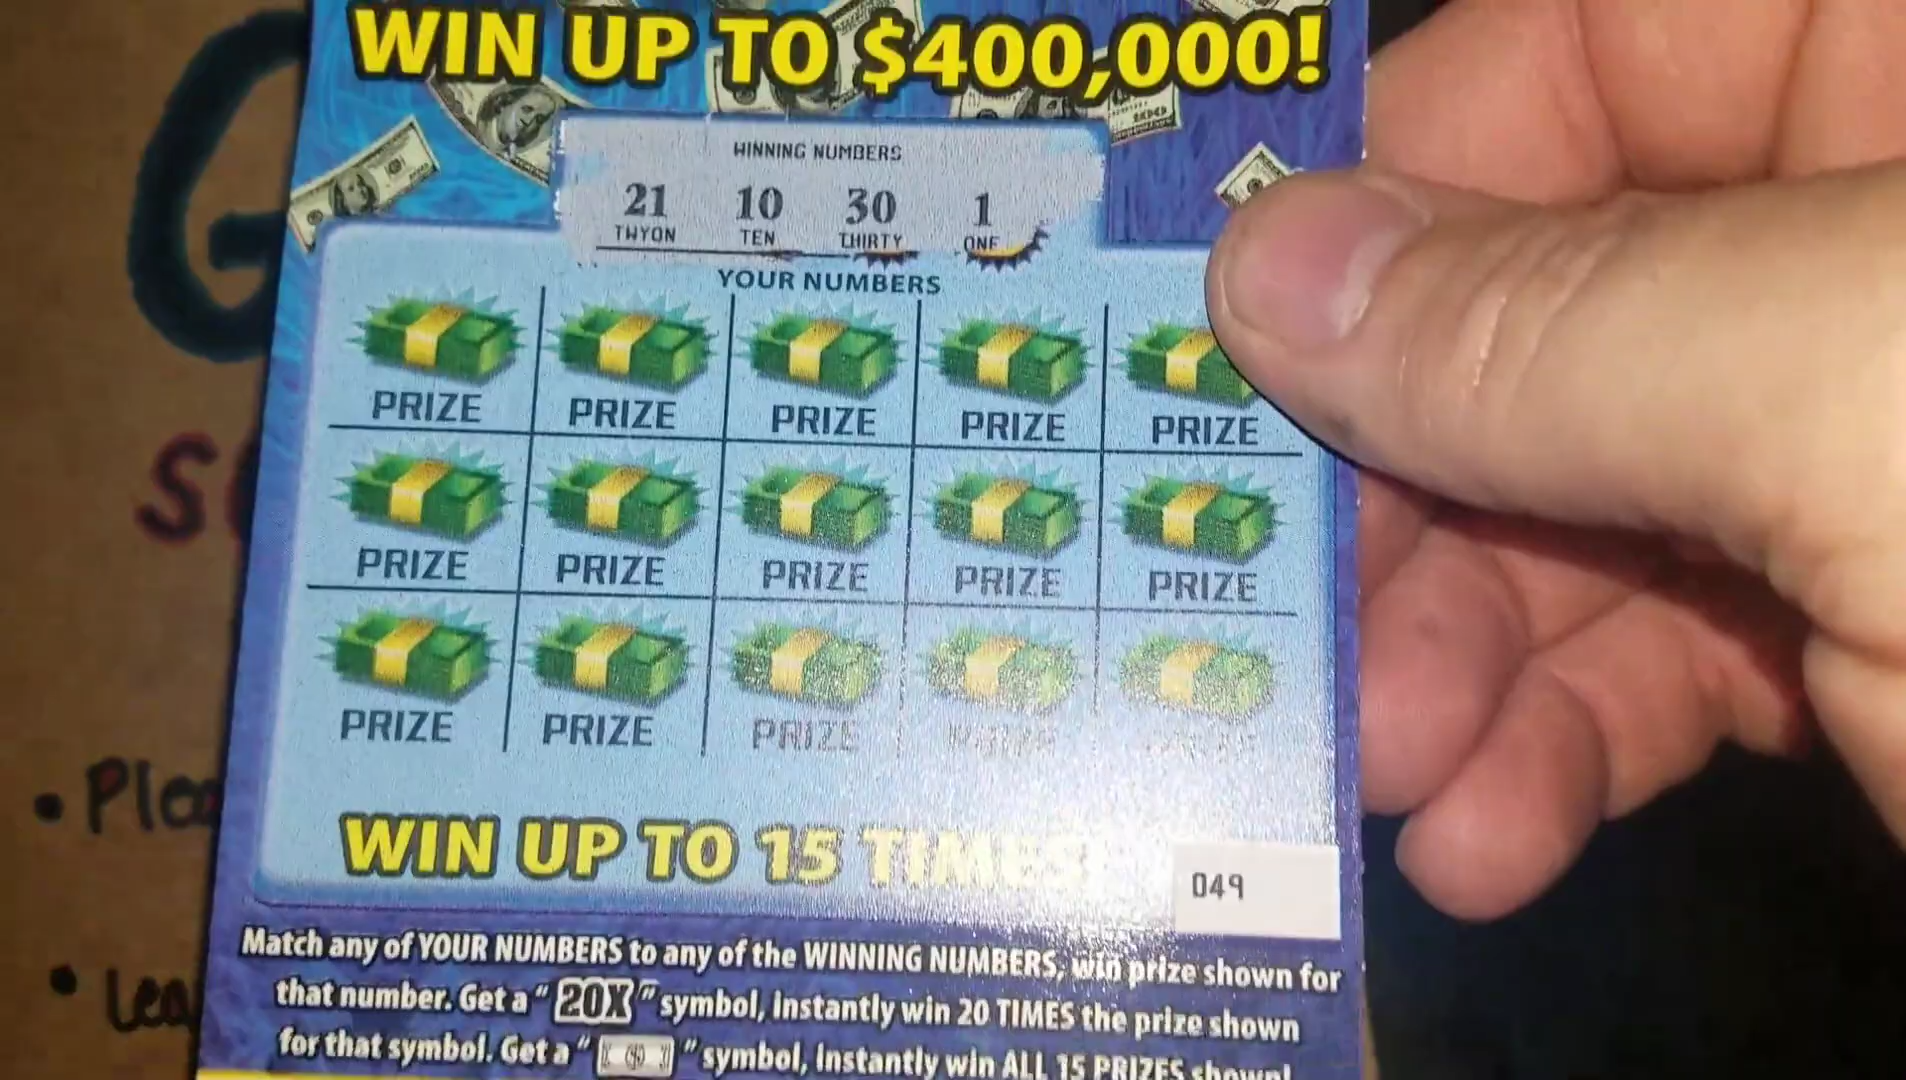 WIN UP TO $400,000!
WINNING NUMBERS
21 10 30 1
TWYON TEN THIRTY ONE
YOUR NUMBERS
PRIZE PRIZE PRIZE PRIZE PRIZE
PRIZE PRIZE PRIZE PRIZE PRIZE
PRIZE PRIZE PRIZE PRIZE PRIZE
WIN UP TO 15 TIMES
049
Match any of YOUR NUMBERS to any of the WINNING NUMBERS, win prize shown for
that number. Get a "20X" symbol, instantly win 20 TIMES the prize shown
for that symbol. Get a " " symbol, instantly win ALL 15 PRIZES shown!